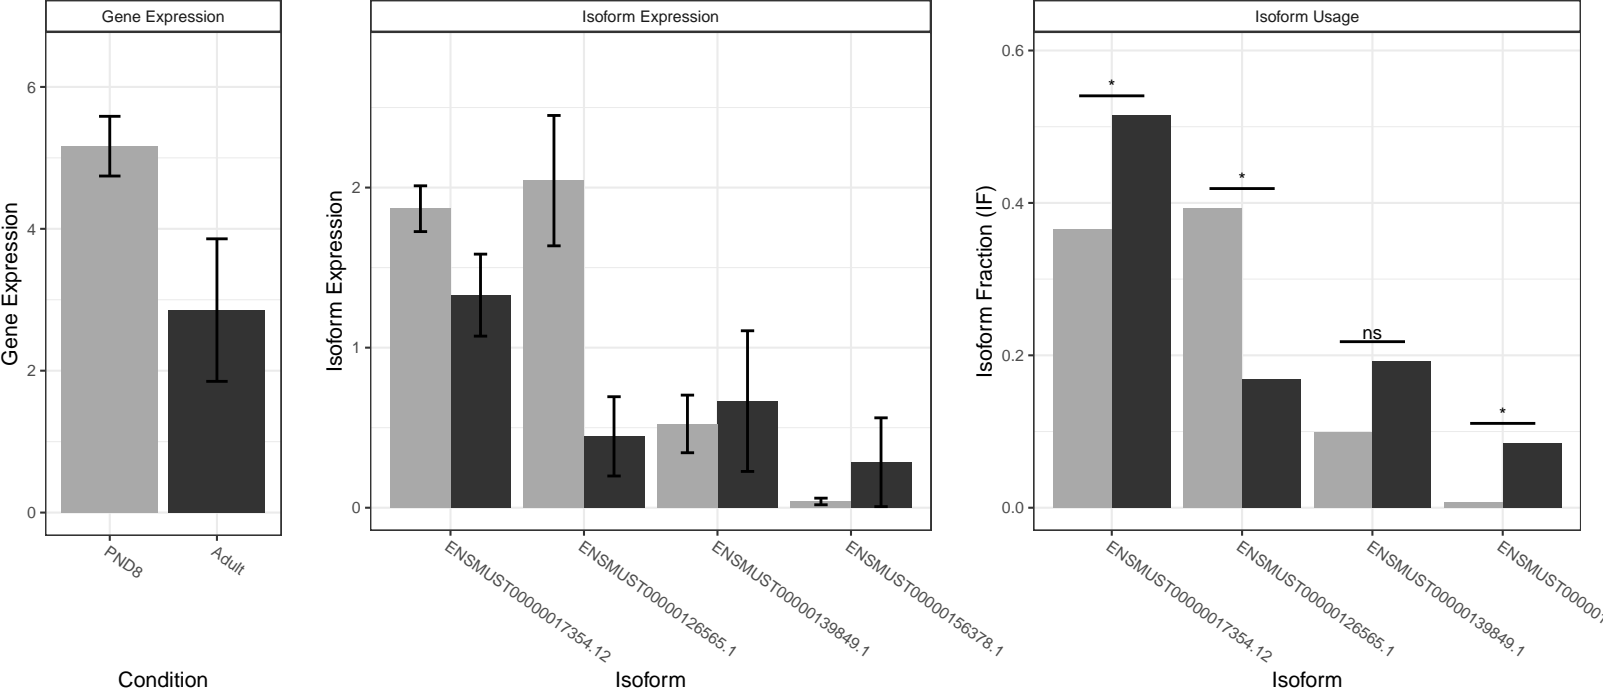 Gene Expression
Isoform Expression
Isoform Usage
Gene Expression
6
4
2
0
PND8
Adult
Condition
Isoform Expression
2
1
0
ENSMUST00000017354.12
ENSMUST00000126565.1
ENSMUST00000139849.1
ENSMUST00000156378.1
Isoform
Isoform Fraction (IF)
0.6
0.4
0.2
0.0
*
*
ns
*
ENSMUST00000017354.12
ENSMUST00000126565.1
ENSMUST00000139849.1
Isoform